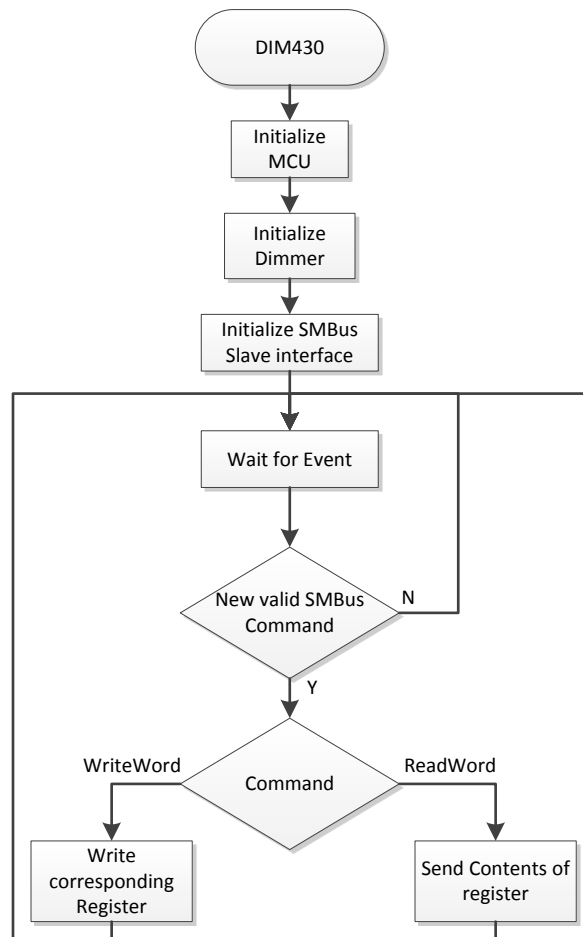 DIM430
Initialize
MCU
Initialize
Dimmer
Initialize SMBus
Slave interface
Wait for Event
New valid SMBus
Command
N
Y
WriteWord
Command
ReadWord
Write
corresponding
Register
Send Contents of
register